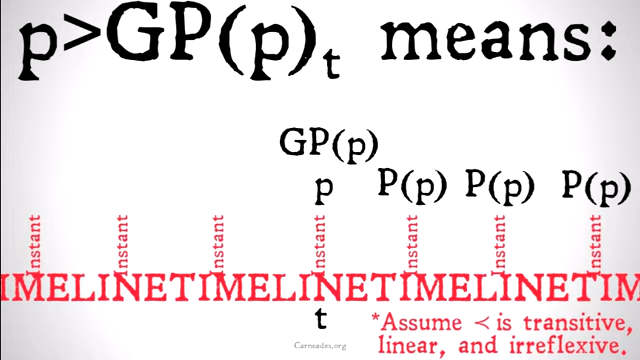 p>GP(p)t means:
GP(p)
p P(p) P(p) P(p)
Instant Instant Instant Instant Instant Instant Instant
IMELINETIMELINETIMELINETIM
t
*Assume ≺ is transitive,
linear, and irreflexive.
Carneades.org